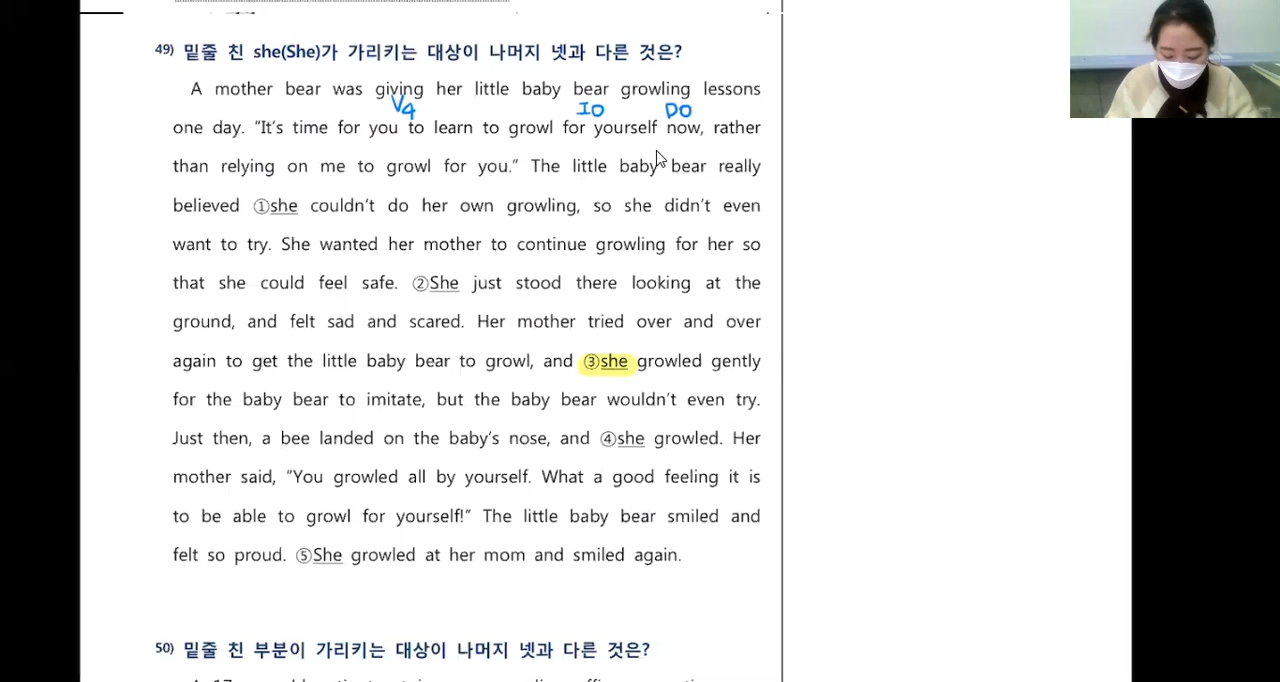 49) 밑줄 친 she(She)가 가리키는 대상이 나머지 넷과 다른 것은?
A mother bear was giving her little baby bear growling lessons
V4 IO DO
one day. “It’s time for you to learn to growl for yourself now, rather
than relying on me to growl for you.” The little baby bear really
believed ①she couldn’t do her own growling, so she didn’t even
want to try. She wanted her mother to continue growling for her so
that she could feel safe. ②She just stood there looking at the
ground, and felt sad and scared. Her mother tried over and over
again to get the little baby bear to growl, and ③she growled gently
for the baby bear to imitate, but the baby bear wouldn’t even try.
Just then, a bee landed on the baby’s nose, and ④she growled. Her
mother said, “You growled all by yourself. What a good feeling it is
to be able to growl for yourself!” The little baby bear smiled and
felt so proud. ⑤She growled at her mom and smiled again.
50) 밑줄 친 부분이 가리키는 대상이 나머지 넷과 다른 것은?